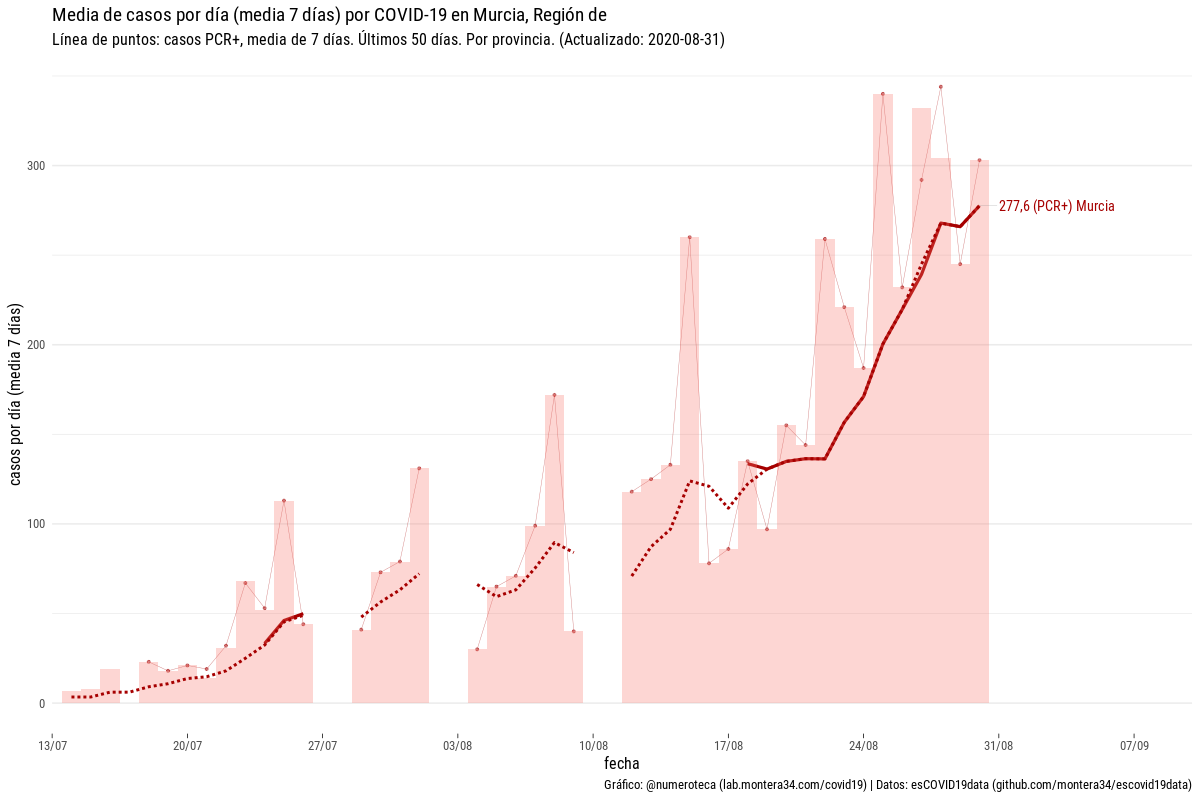 Media de casos por día (media 7 días) por COVID-19 en Murcia, Región de
Línea de puntos: casos PCR+, media de 7 días. Últimos 50 días. Por provincia. (Actualizado: 2020-08-31)
casos por día (media 7 días)
300
200
100
0
277,6 (PCR+) Murcia
13/07 20/07 27/07 03/08 10/08 17/08 24/08 31/08 07/09
fecha
Gráfico: @numeroteca (lab.montera34.com/covid19) | Datos: esCOVID19data (github.com/montera34/escovid19data)